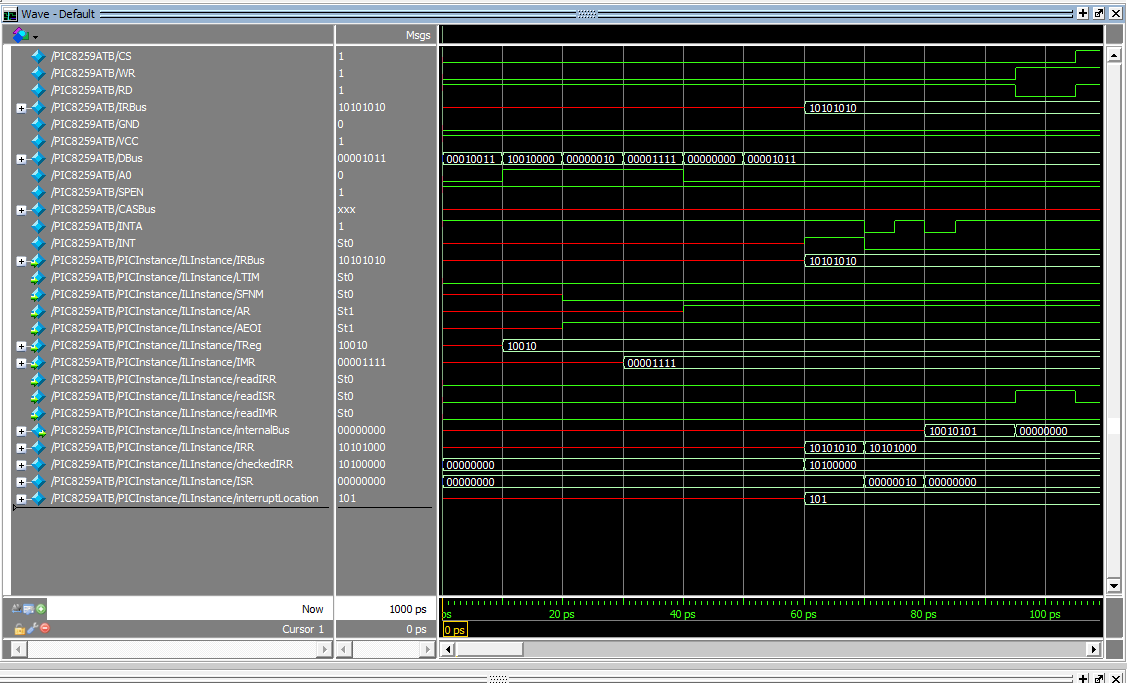 Wave - Default
Msgs
/PIC8259ATB/CS 1
/PIC8259ATB/WR 1
/PIC8259ATB/RD 1
/PIC8259ATB/IRBus 10101010 10101010
/PIC8259ATB/GND 0
/PIC8259ATB/VCC 1
/PIC8259ATB/DBus 00001011 00010011 10010000 00000010 00001111 00000000 00001011
/PIC8259ATB/A0 0
/PIC8259ATB/SPEN 1
/PIC8259ATB/CASBus xxx
/PIC8259ATB/INTA 1
/PIC8259ATB/INT St0
/PIC8259ATB/PICInstance/ILInstance/IRBus 10101010 10101010
/PIC8259ATB/PICInstance/ILInstance/LTIM St0
/PIC8259ATB/PICInstance/ILInstance/SFNM St0
/PIC8259ATB/PICInstance/ILInstance/AR St1
/PIC8259ATB/PICInstance/ILInstance/AEOI St1
/PIC8259ATB/PICInstance/ILInstance/TReg 10010 10010
/PIC8259ATB/PICInstance/ILInstance/IMR 00001111 00001111
/PIC8259ATB/PICInstance/ILInstance/readIRR St0
/PIC8259ATB/PICInstance/ILInstance/readISR St0
/PIC8259ATB/PICInstance/ILInstance/readIMR St0
/PIC8259ATB/PICInstance/ILInstance/internalBus 00000000 10010101 00000000
/PIC8259ATB/PICInstance/ILInstance/IRR 10101000 10101010 10101000
/PIC8259ATB/PICInstance/ILInstance/checkedIRR 10100000 00000000 10100000
/PIC8259ATB/PICInstance/ILInstance/ISR 00000000 00000000 00000010 00000000
/PIC8259ATB/PICInstance/ILInstance/interruptLocation 101 101
Now 1000 ps ps 20 ps 40 ps 60 ps 80 ps 100 ps
Cursor 1 0 ps 0 ps